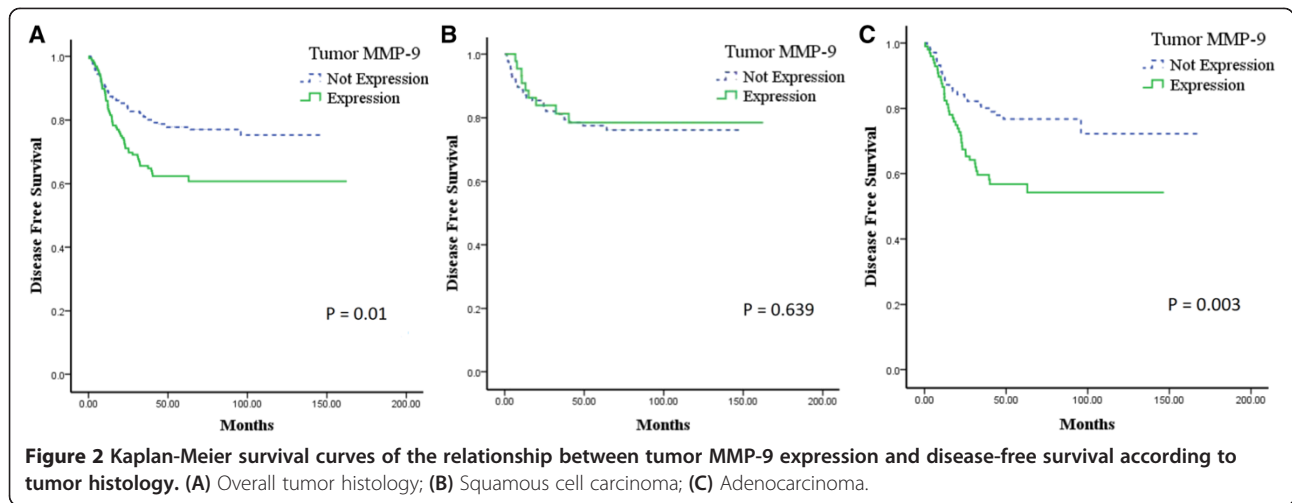 A
Tumor MMP-9
Not Expression
Expression
Disease Free Survival
1.0
0.8
0.6
0.4
0.2
0.0
P = 0.01
0.00 50.00 100.00 150.00 200.00
Months
B
Tumor MMP-9
Not Expression
Expression
Disease Free Survival
1.0
0.8
0.6
0.4
0.2
0.0
P = 0.639
0.00 50.00 100.00 150.00 200.00
Months
C
Tumor MMP-9
Not Expression
Expression
Disease Free Survival
1.0
0.8
0.6
0.4
0.2
0.0
P = 0.003
0.00 50.00 100.00 150.00 200.00
Months
Figure 2 Kaplan-Meier survival curves of the relationship between tumor MMP-9 expression and disease-free survival according to
tumor histology. (A) Overall tumor histology; (B) Squamous cell carcinoma; (C) Adenocarcinoma.